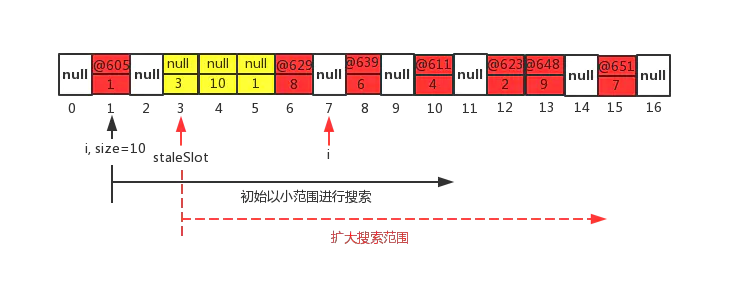 null @605 null null null null @629 null @639 null @611 null @623 @648 null @651 null
1 3 10 1 8 6 4 2 9 7
0 1 2 3 4 5 6 7 8 9 10 11 12 13 14 15 16
i, size=10
staleSlot
i
初始以小范围进行搜索
扩大搜索范围